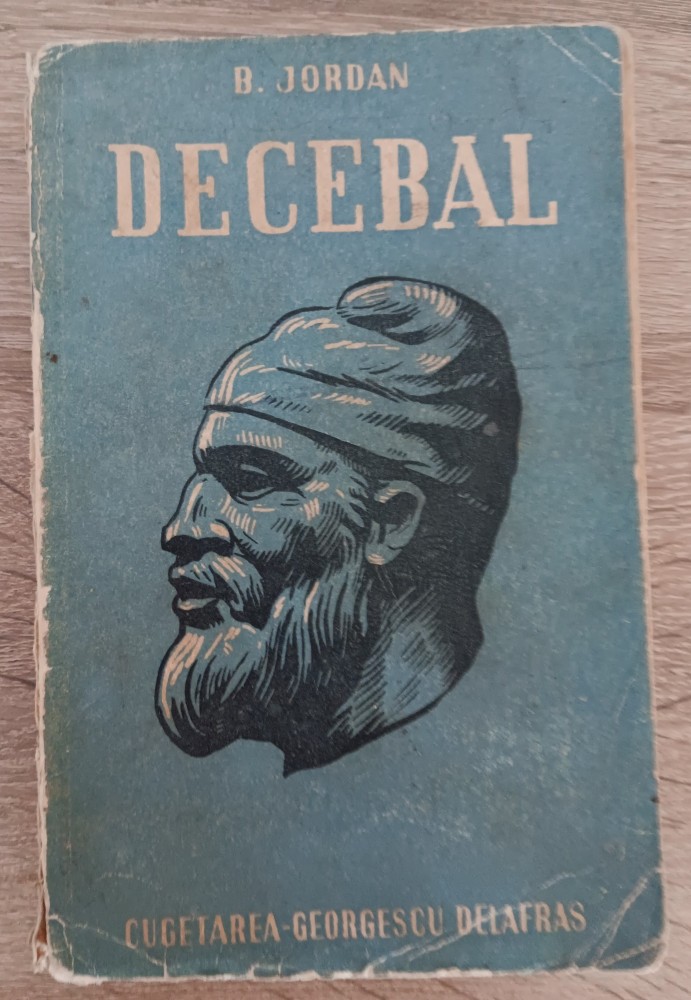 B. JORDAN
DECEBAL
CUGETAREA-GEORGESCU DELAFRAS